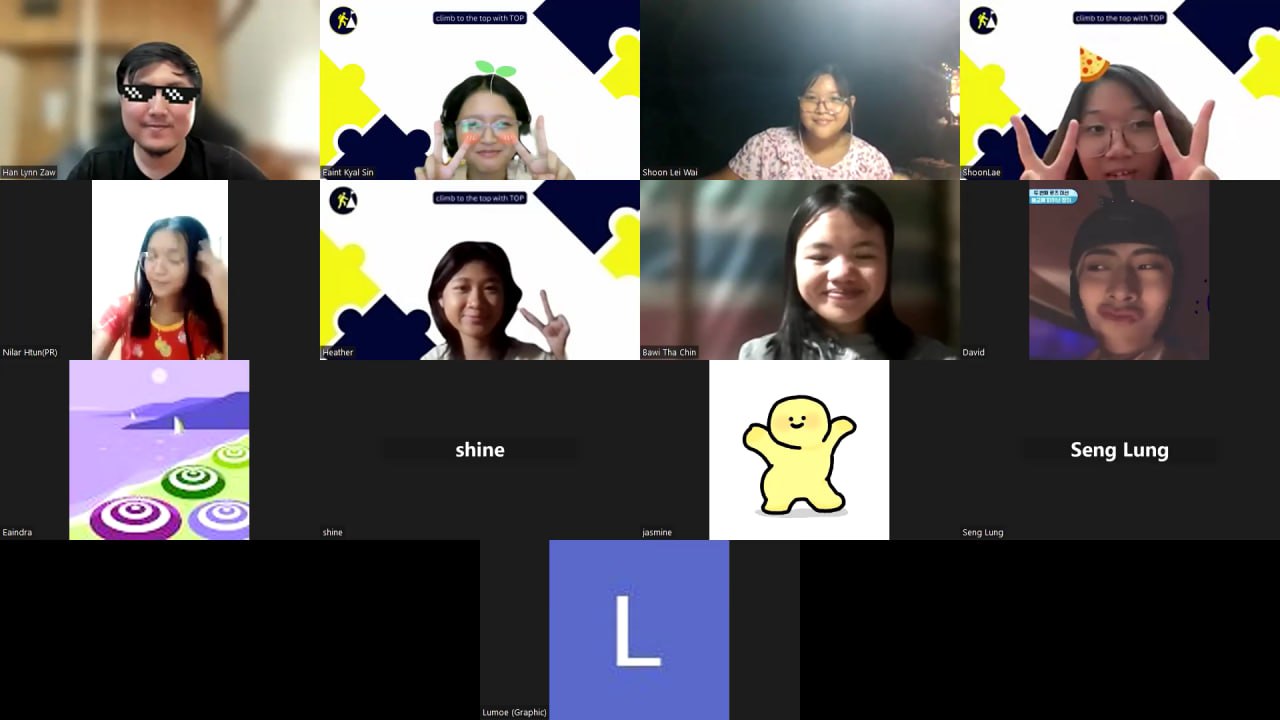 climb to the top with TOP
climb to the top with TOP
Han Lynn Zaw
Eaint Kyal Sin
Shoon Lei Wai
ShoonLae
climb to the top with TOP
Nilar Htun(PR)
Heather
Bawi Tha Chin
David
shine
Seng Lung
Eaindra
shine
jasmine
Seng Lung
L
Lumoe (Graphic)